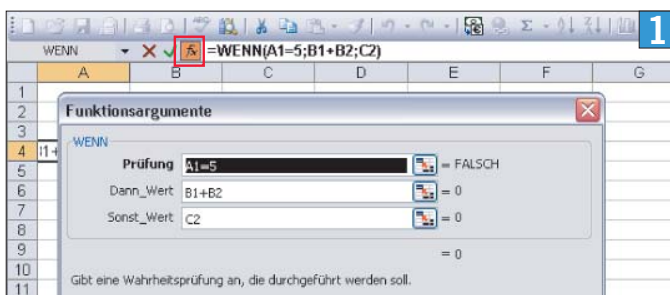 1
WENN =WENN(A1=5;B1+B2;C2)
A B C D E F G
1
2
Funktionsargumente
3
WENN
4
5
Prüfung A1=5 = FALSCH
6
Dann_Wert B1+B2 = 0
7
Sonst_Wert C2 = 0
8
9
= 0
10
Gibt eine Wahrheitsprüfung an, die durchgeführt werden soll.
11